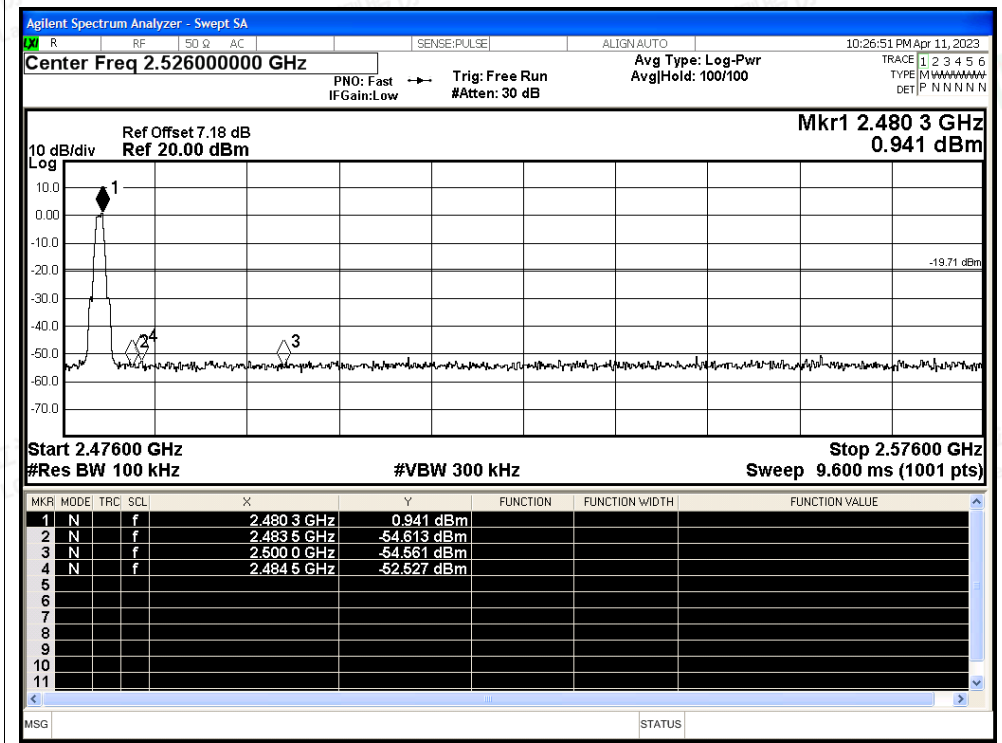 Agilent Spectrum Analyzer - Swept SA
LXI R RF 50 Ω AC SENSE:PULSE ALIGN AUTO 10:26:51 PM Apr 11, 2023
Center Freq 2.526000000 GHz
PNO: Fast
IFGain:Low
Trig: Free Run
#Atten: 30 dB
Avg Type: Log-Pwr
Avg|Hold: 100/100
TRACE 1 2 3 4 5 6
TYPE M
DET P N N N N N
Ref Offset 7.18 dB
10 dB/div Ref 20.00 dBm
Log
Mkr1 2.480 3 GHz
0.941 dBm
10.0
0.00
-10.0
-20.0
-30.0
-40.0
-50.0
-60.0
-70.0
1
2
4
3
-19.71 dBm
Start 2.47600 GHz Stop 2.57600 GHz
#Res BW 100 kHz #VBW 300 kHz Sweep 9.600 ms (1001 pts)
MKR MODE TRC SCL X Y FUNCTION FUNCTION WIDTH FUNCTION VALUE
1 N f 2.480 3 GHz 0.941 dBm
2 N f 2.483 5 GHz -54.613 dBm
3 N f 2.500 0 GHz -54.561 dBm
4 N f 2.484 5 GHz -52.527 dBm
5
6
7
8
9
10
11
MSG STATUS